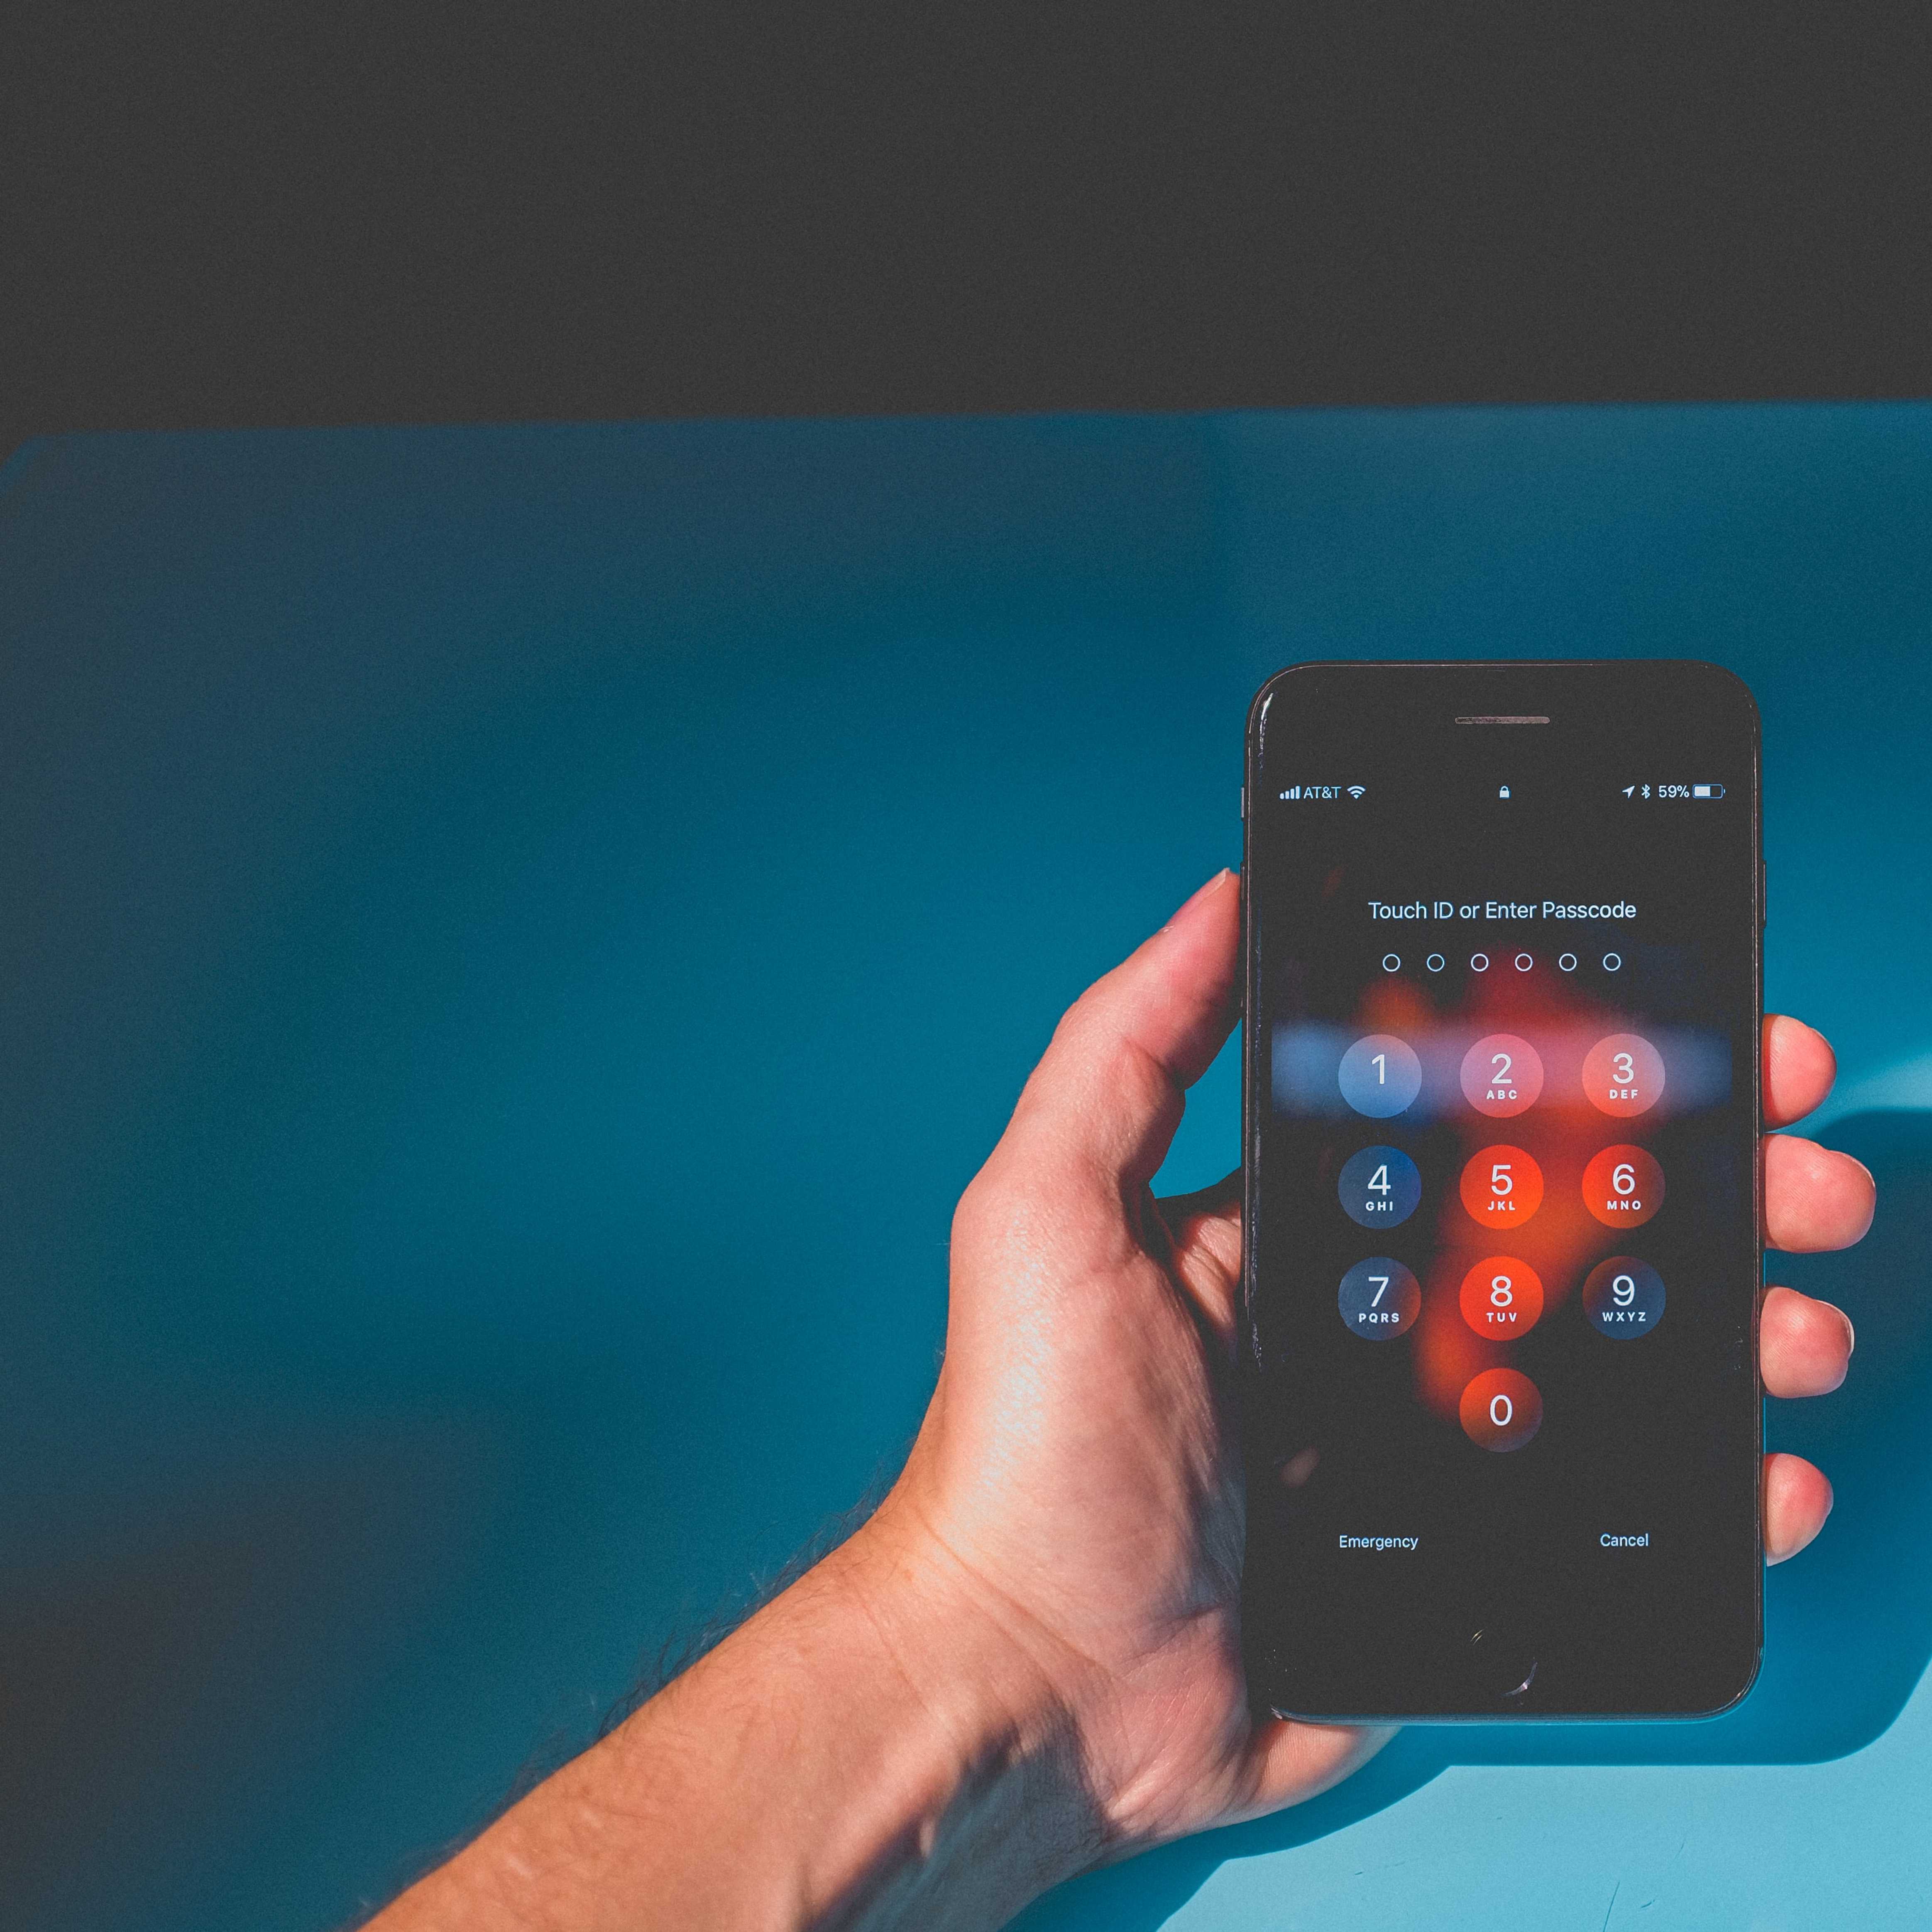 AT&T 59%
Touch ID or Enter Passcode
1 2 3
ABC DEF
4 5 6
GHI JKL MNO
7 8 9
PQRS TUV WXYZ
0
Emergency Cancel